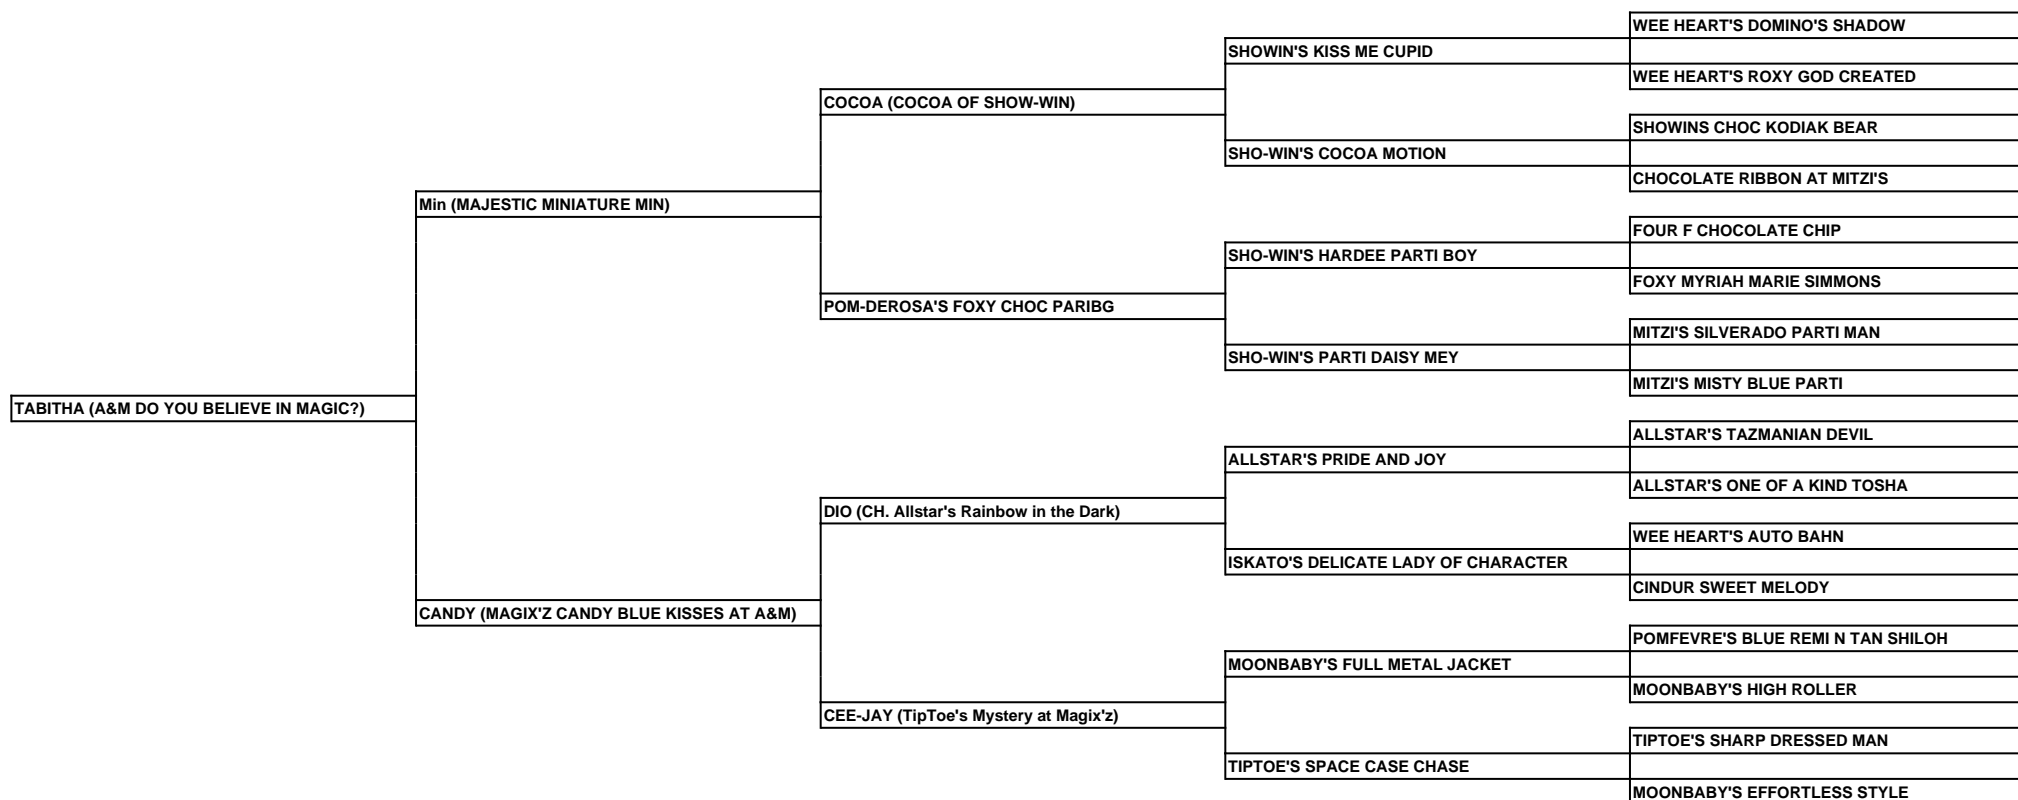 WEE HEART'S DOMINO'S SHADOW
SHOWIN'S KISS ME CUPID
WEE HEART'S ROXY GOD CREATED
COCOA (COCOA OF SHOW-WIN)
SHOWINS CHOC KODIAK BEAR
SHO-WIN'S COCOA MOTION
CHOCOLATE RIBBON AT MITZI'S
Min (MAJESTIC MINIATURE MIN)
FOUR F CHOCOLATE CHIP
SHO-WIN'S HARDEE PARTI BOY
FOXY MYRIAH MARIE SIMMONS
POM-DEROSA'S FOXY CHOC PARIBG
MITZI'S SILVERADO PARTI MAN
SHO-WIN'S PARTI DAISY MEY
MITZI'S MISTY BLUE PARTI
TABITHA (A&M DO YOU BELIEVE IN MAGIC?)
ALLSTAR'S TAZMANIAN DEVIL
ALLSTAR'S PRIDE AND JOY
ALLSTAR'S ONE OF A KIND TOSHA
DIO (CH. Allstar's Rainbow in the Dark)
WEE HEART'S AUTO BAHN
ISKATO'S DELICATE LADY OF CHARACTER
CINDUR SWEET MELODY
CANDY (MAGIX'Z CANDY BLUE KISSES AT A&M)
POMFEVRE'S BLUE REMI N TAN SHILOH
MOONBABY'S FULL METAL JACKET
MOONBABY'S HIGH ROLLER
CEE-JAY (TipToe's Mystery at Magix'z)
TIPTOE'S SHARP DRESSED MAN
TIPTOE'S SPACE CASE CHASE
MOONBABY'S EFFORTLESS STYLE